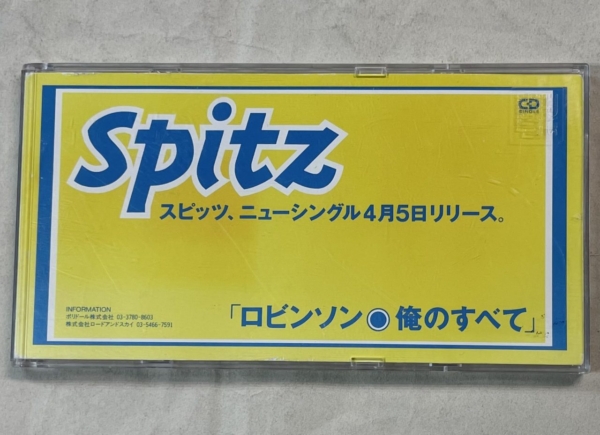 CD
SINGLE
Spitz
スピッツ、ニューシングル4月5日リリース。
INFORMATION
ポリドール株式会社 03-3780-8603
株式会社ロードアンドスカイ 03-5466-7591
「ロビンソン◉俺のすべて」